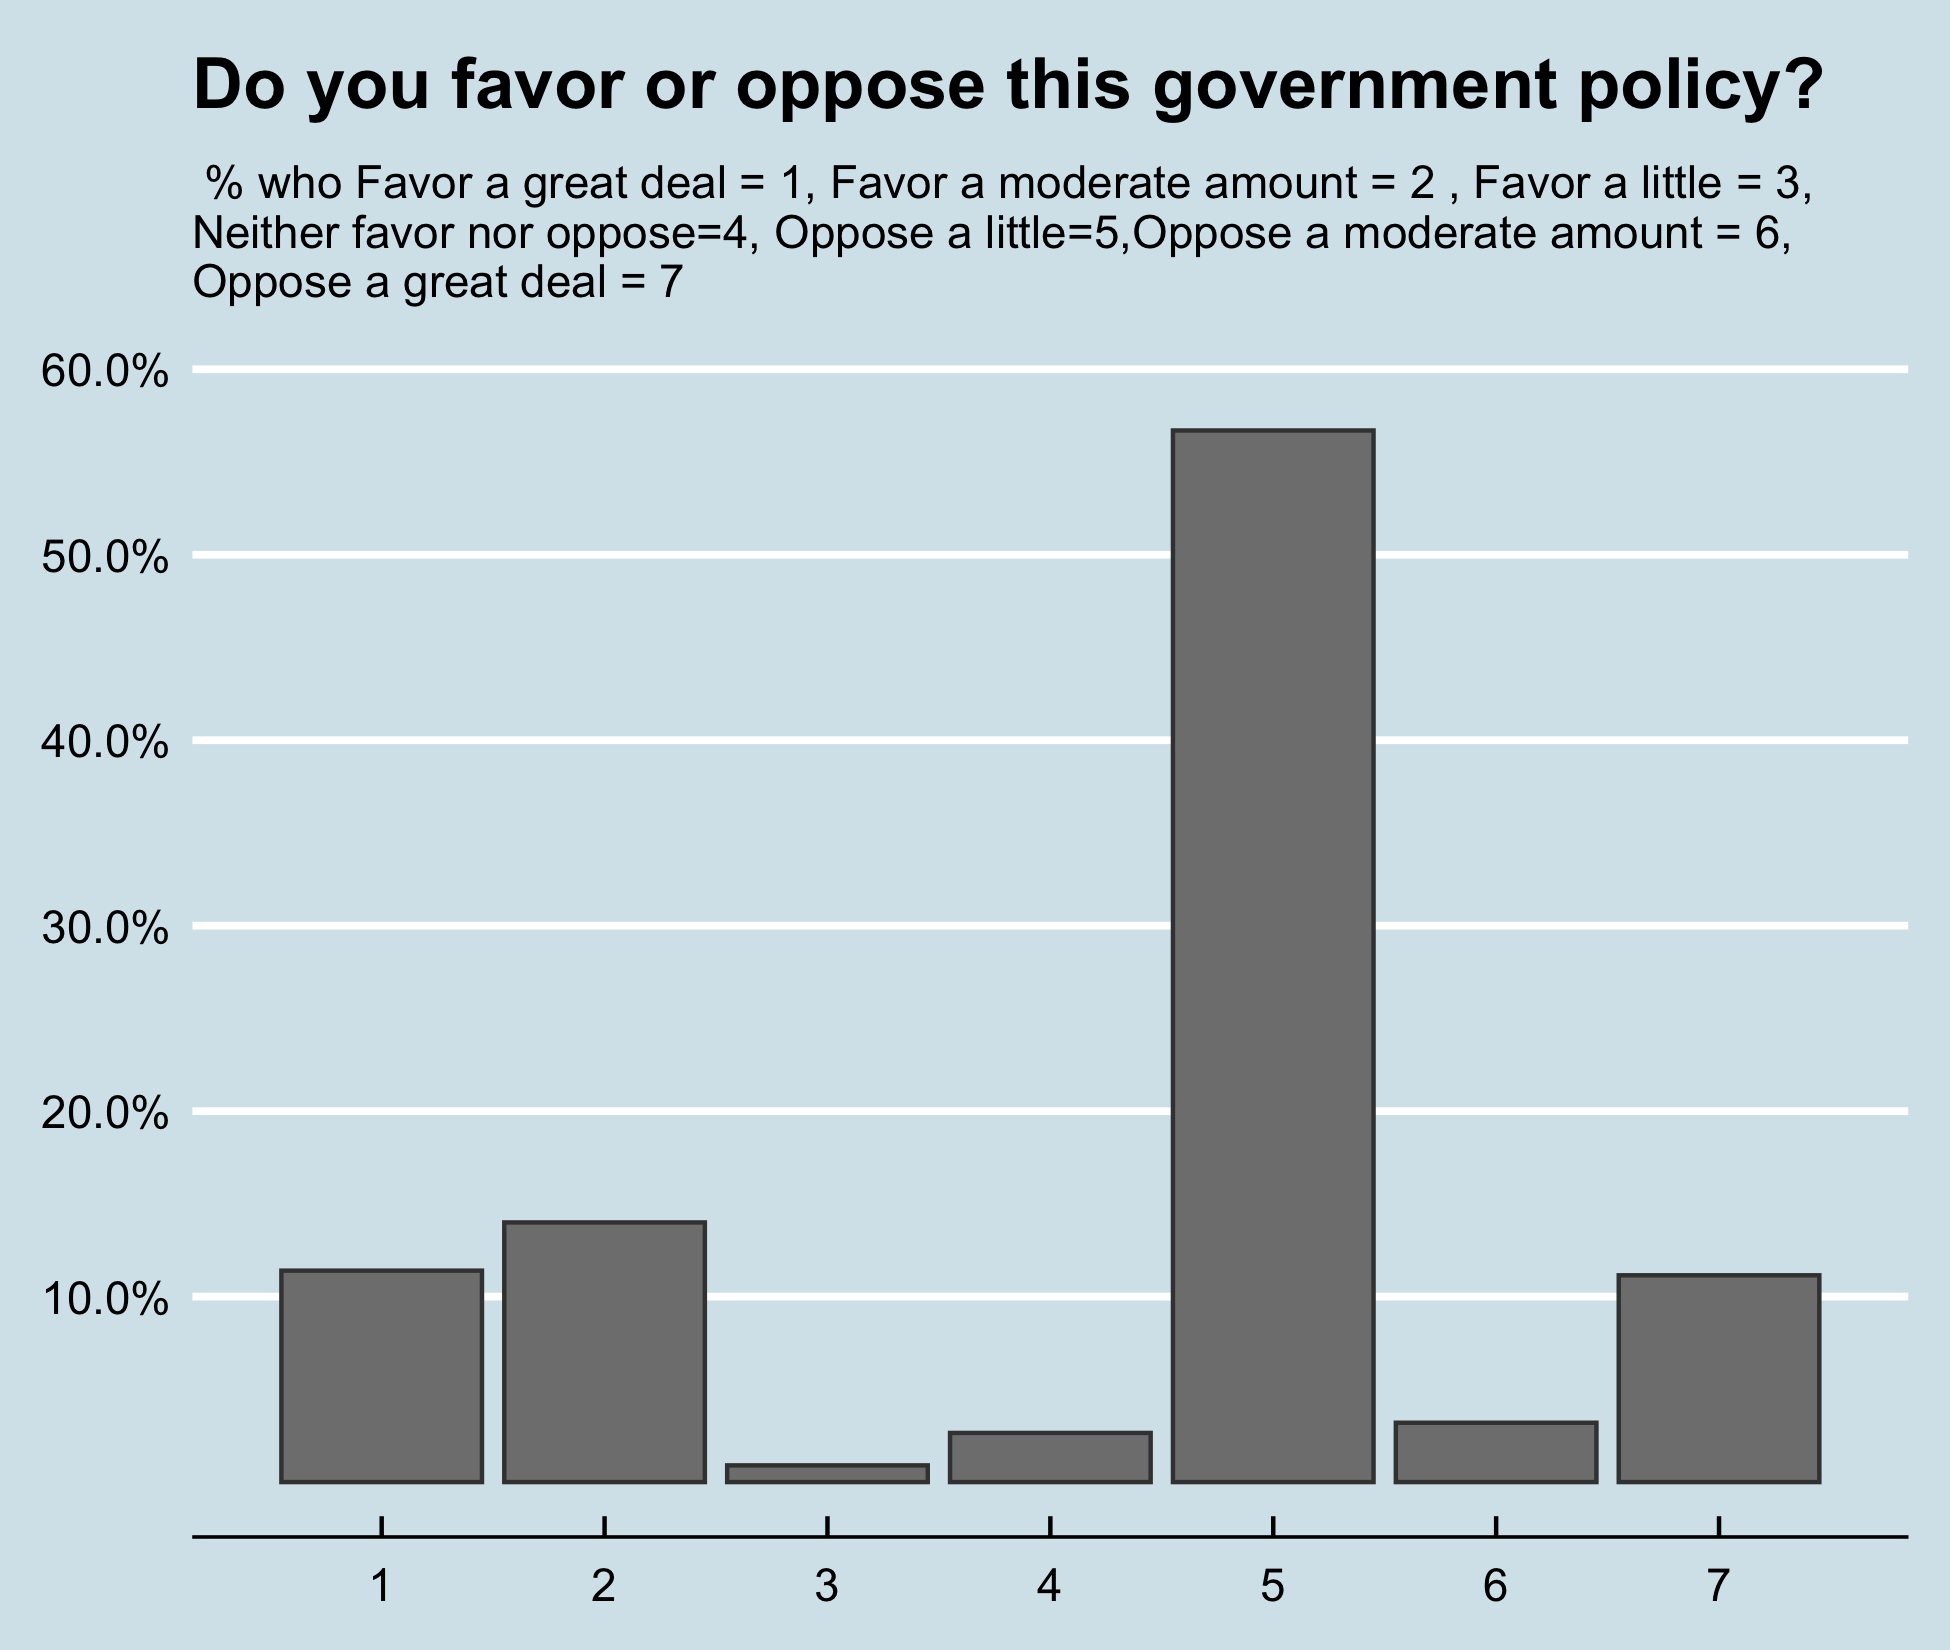 Do you favor or oppose this government policy?
% who Favor a great deal = 1, Favor a moderate amount = 2 , Favor a little = 3,
Neither favor nor oppose=4, Oppose a little=5,Oppose a moderate amount = 6,
Oppose a great deal = 7
60.0%
50.0%
40.0%
30.0%
20.0%
10.0%
1 2 3 4 5 6 7